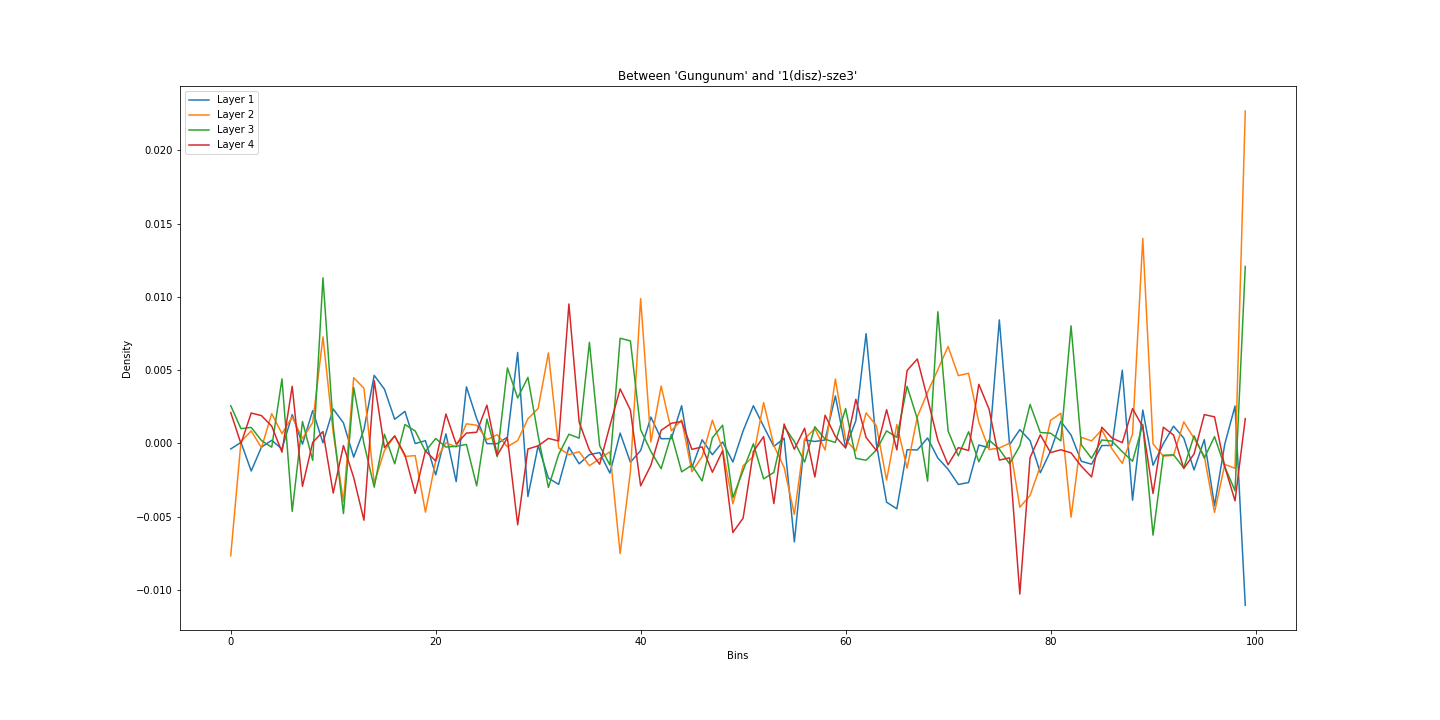 Between 'Gungunum' and '1(disz)-sze3'
Layer 1
Layer 2
Layer 3
Layer 4
0.020
0.015
0.010
0.005
0.000
−0.005
−0.010
Density
0 20 40 60 80 100
Bins